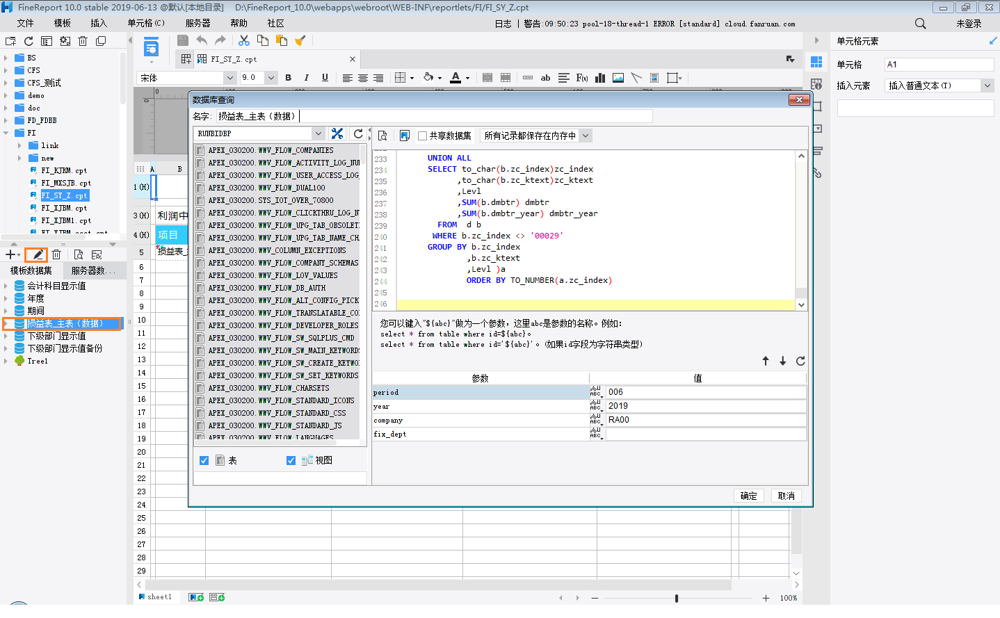 FineReport 10.0 stable 2019-06-13 @默认[本地目录]    D:\FineReport_10.0\webapps\webroot\WEB-INF\reportlets/FI/FI_SY_Z.cpt
文件 模板 插入 单元格(C) 服务器 帮助 社区
日志 | 警告:09:50:23 pool-18-thread-1 ERROR [standard] cloud.fanruan.com
未登录
BS
CFS
CFS_测试
demo
doc
FD_FDBB
FI
link
new
FI_KJKM.cpt
FI_MXSJB.cpt
FI_SY_Z.cpt
FI_XJBM.cpt
FI_XJBM1.cpt
模板数据集 服务器数...
会计科目显示值
年度
期间
损益表_主表（数据）
下级部门显示值
下级部门显示值备份
Tree1
FI_SY_Z.cpt
宋体 9.0 B I U
ab F(x)
A B
1(H)
3(H) 利润中
4(H) 项目
5 损益表_
6
7
8
9
10
11
12
13
14
15
16
17
18
19
20
21
22
23
24
25
26
27
28
29
sheet1
100%
数据库查询
名字: 损益表_主表（数据）
RUNBIDBP
共享数据集 所有记录都保存在内存中
APEX_030200.WWV_FLOW_COMPANIES
APEX_030200.WWV_FLOW_ACTIVITY_LOG_NU
APEX_030200.WWV_FLOW_USER_ACCESS_LOG_
APEX_030200.WWV_FLOW_DUAL100
APEX_030200.SYS_IOT_OVER_70800
APEX_030200.WWV_FLOW_CLICKTHRU_LOG_N
APEX_030200.WWV_FLOW_UPG_TAB_OBSOLET
APEX_030200.WWV_FLOW_UPG_TAB_NAME_CH
APEX_030200.WWV_COLUMN_EXCEPTIONS
APEX_030200.WWV_FLOW_COMPANY_SCHEMAS
APEX_030200.WWV_FLOW_LOV_VALUES
APEX_030200.WWV_FLOW_DB_AUTH
APEX_030200.WWV_FLOW_ALT_CONFIG_PICK
APEX_030200.WWV_FLOW_TRANSLATABLE_CO
APEX_030200.WWV_FLOW_DEVELOPER_ROLES
APEX_030200.WWV_FLOW_SW_SQLPLUS_CMD
APEX_030200.WWV_FLOW_SW_MAIN_KEYWORDS
APEX_030200.WWV_FLOW_SW_CREATE_KEYWO
APEX_030200.WWV_FLOW_SW_SET_KEYWORDS
APEX_030200.WWV_FLOW_CHARSETS
APEX_030200.WWV_FLOW_STANDARD_ICONS
APEX_030200.WWV_FLOW_STANDARD_CSS
APEX_030200.WWV_FLOW_STANDARD_JS
APEX_030200.WWV_FLOW_LANGUAGES
表 视图
233 UNION ALL
234 SELECT to_char(b.zc_index)zc_index
235 ,to_char(b.zc_ktext)zc_ktext
236 ,Levl
237 ,SUM(b.dmbtr) dmbtr
238 ,SUM(b.dmbtr_year) dmbtr_year
239 FROM  d b
240 WHERE b.zc_index <> '00029'
241 GROUP BY b.zc_index
242 ,b.zc_ktext
243 ,Levl )a
244 ORDER BY TO_NUMBER(a.zc_index)
245
246
您可以键入"${abc}"做为一个参数，这里abc是参数的名称。例如:
select * from table where id=${abc}。
select * from table where id='${abc}'。(如果id字段为字符串类型)
参数 值
period 006
year 2019
company RA00
fix_dept
确定 取消
单元格元素
单元格 A1
插入元素 插入普通文本(T)